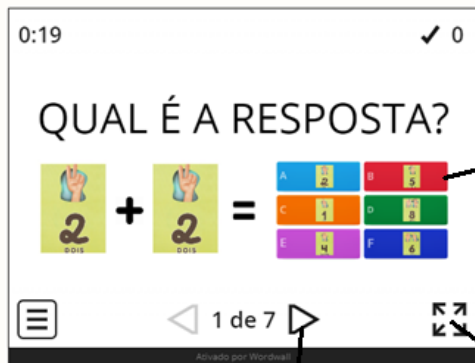 0:19 ✓ 0
QUAL É A RESPOSTA?
2 + 2 =
DOIS DOIS
A 2 B 5
C 1 D 8
E 4 F 6
1 de 7
Ativado por Wordwall